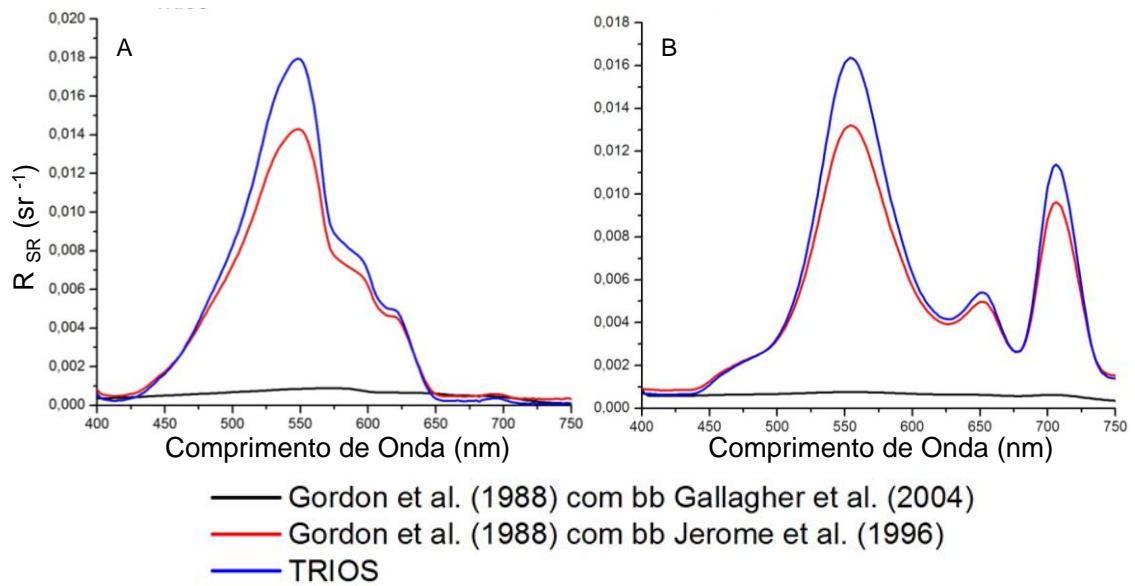 A
B
0,020
0,018
0,016
0,014
0,012
0,010
0,008
0,006
0,004
0,002
0,000
0,018
0,016
0,014
0,012
0,010
0,008
0,006
0,004
0,002
0,000
R SR (sr -1)
400 450 500 550 600 650 700 750
400 450 500 550 600 650 700 750
Comprimento de Onda (nm)
Comprimento de Onda (nm)
Gordon et al. (1988) com bb Gallagher et al. (2004)
Gordon et al. (1988) com bb Jerome et al. (1996)
TRIOS